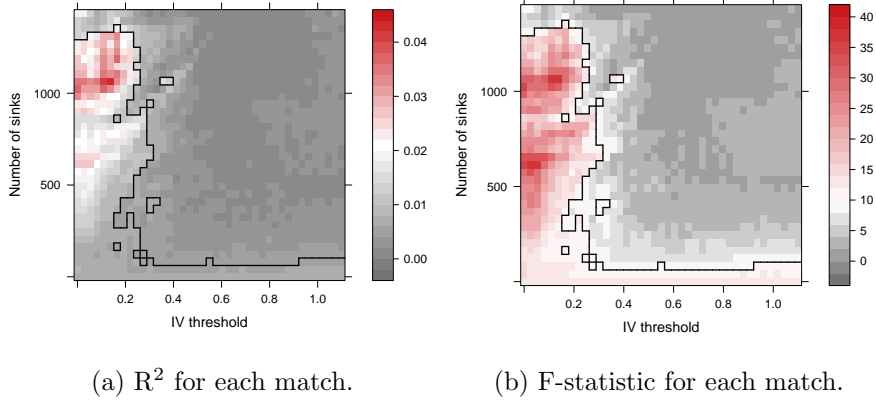 Number of sinks
1000
500
0.2 0.4 0.6 0.8 1.0
IV threshold
0.04
0.03
0.02
0.01
0.00
(a) R² for each match.
Number of sinks
1000
500
0.2 0.4 0.6 0.8 1.0
IV threshold
40
35
30
25
20
15
10
5
0
(b) F-statistic for each match.